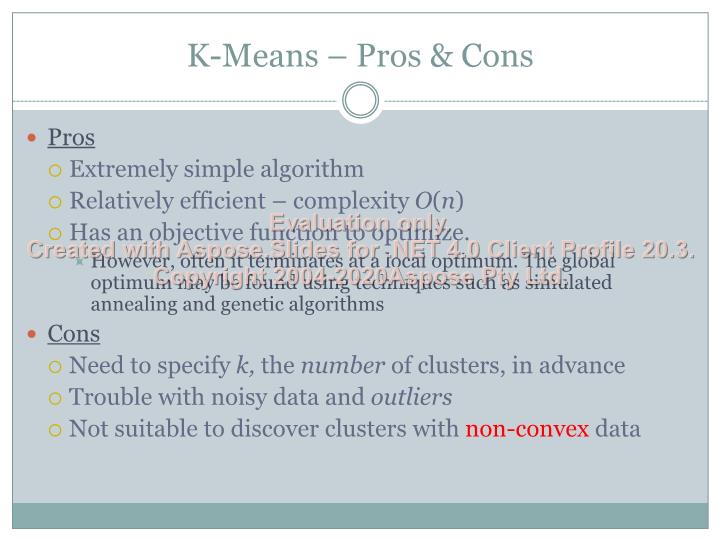 K-Means – Pros & Cons
Pros
Extremely simple algorithm
Relatively efficient – complexity O(n)
Has an objective function to optimize.
However, often it terminates at a local optimum. The global
optimum may be found using techniques such as simulated
annealing and genetic algorithms
Evaluation only.
Created with Aspose.Slides for .NET 4.0 Client Profile 20.3.
Copyright 2004-2020Aspose Pty Ltd.
Cons
Need to specify k, the number of clusters, in advance
Trouble with noisy data and outliers
Not suitable to discover clusters with non-convex data